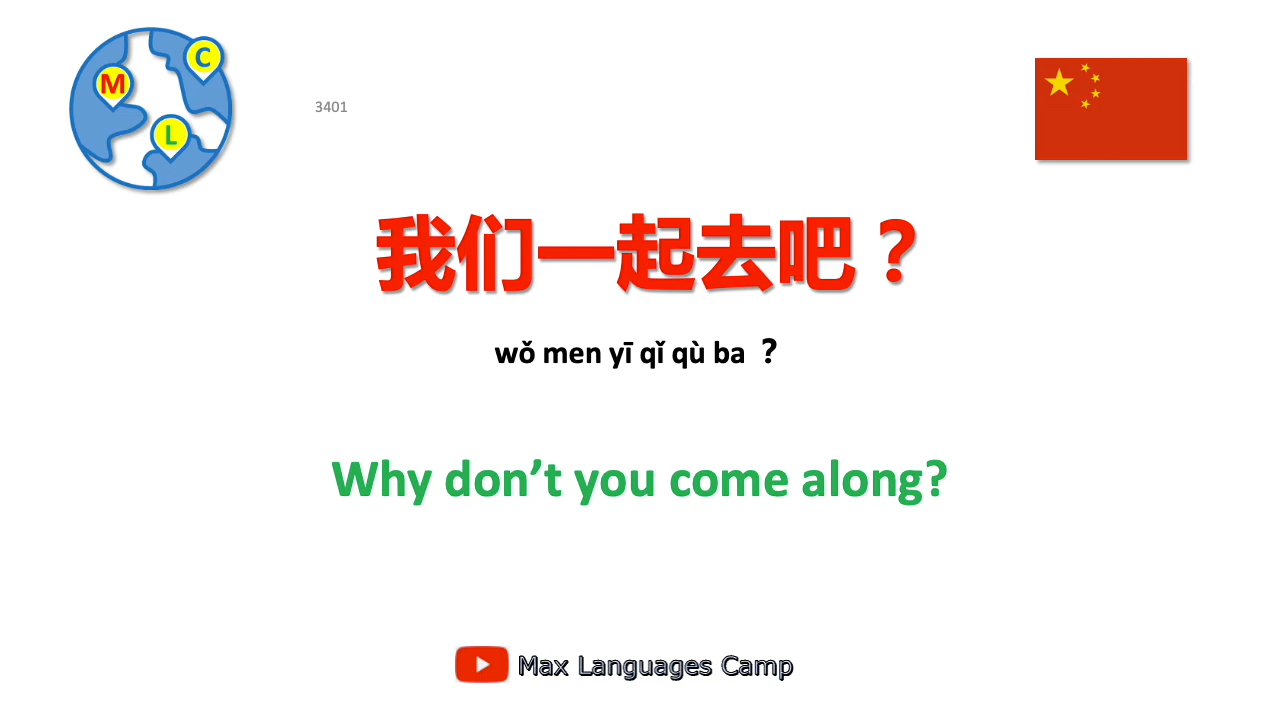 C
M
L
3401
我们一起去吧？
wǒ men yī qǐ qù ba ？
Why don’t you come along?
Max Languages Camp